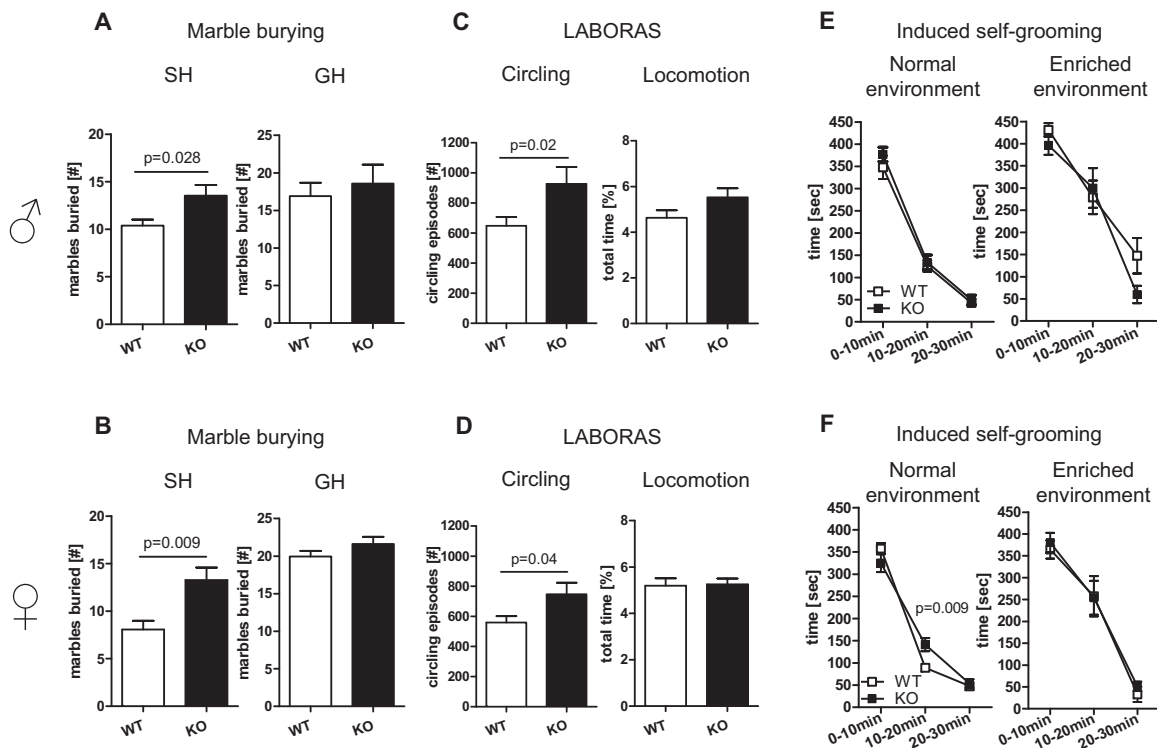 A
Marble burying
SH
GH
marbles buried [#]
20
15
10
5
0
p=0.028
WT
KO
marbles buried [#]
25
20
15
10
5
0
WT
KO
C
LABORAS
Circling
Locomotion
circling episodes [#]
1200
1000
800
600
400
200
0
p=0.02
WT
KO
total time [%]
8
6
4
2
0
WT
KO
E
Induced self-grooming
Normal
environment
Enriched
environment
time [sec]
450
400
350
300
250
200
150
100
50
0
WT
KO
0-10min
10-20min
20-30min
time [sec]
450
400
350
300
250
200
150
100
50
0
0-10min
10-20min
20-30min
B
Marble burying
SH
GH
marbles buried [#]
20
15
10
5
0
p=0.009
WT
KO
marbles buried [#]
25
20
15
10
5
0
WT
KO
D
LABORAS
Circling
Locomotion
circling episodes [#]
1200
1000
800
600
400
200
0
p=0.04
WT
KO
total time [%]
8
6
4
2
0
WT
KO
F
Induced self-grooming
Normal
environment
Enriched
environment
time [sec]
450
400
350
300
250
200
150
100
50
0
p=0.009
WT
KO
0-10min
10-20min
20-30min
time [sec]
450
400
350
300
250
200
150
100
50
0
0-10min
10-20min
20-30min